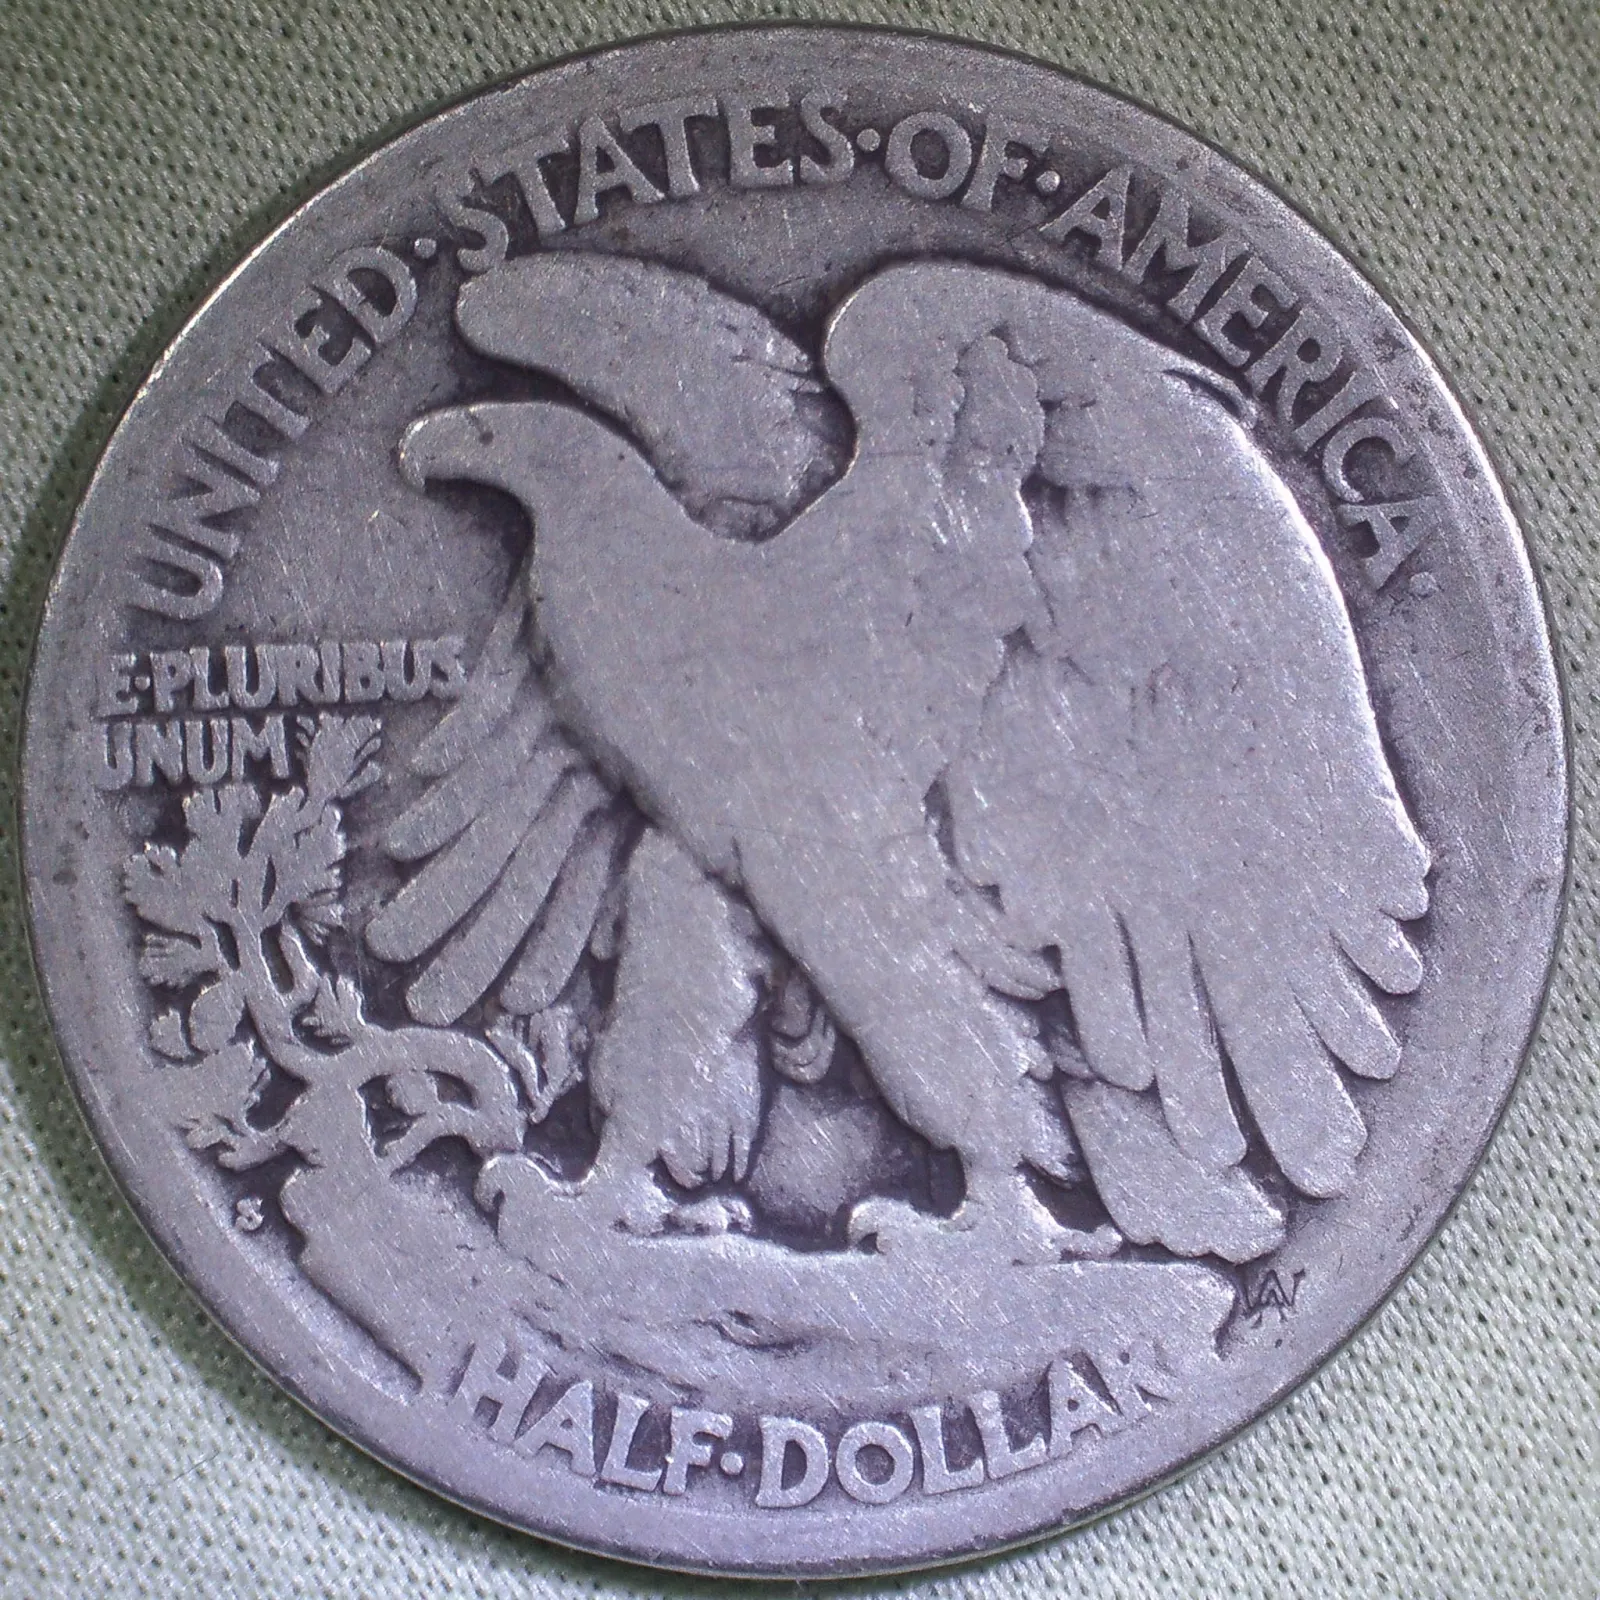 UNITED·STATES·OF·AMERICA·
E·PLURIBUS
UNUM
S
AW
HALF·DOLLAR